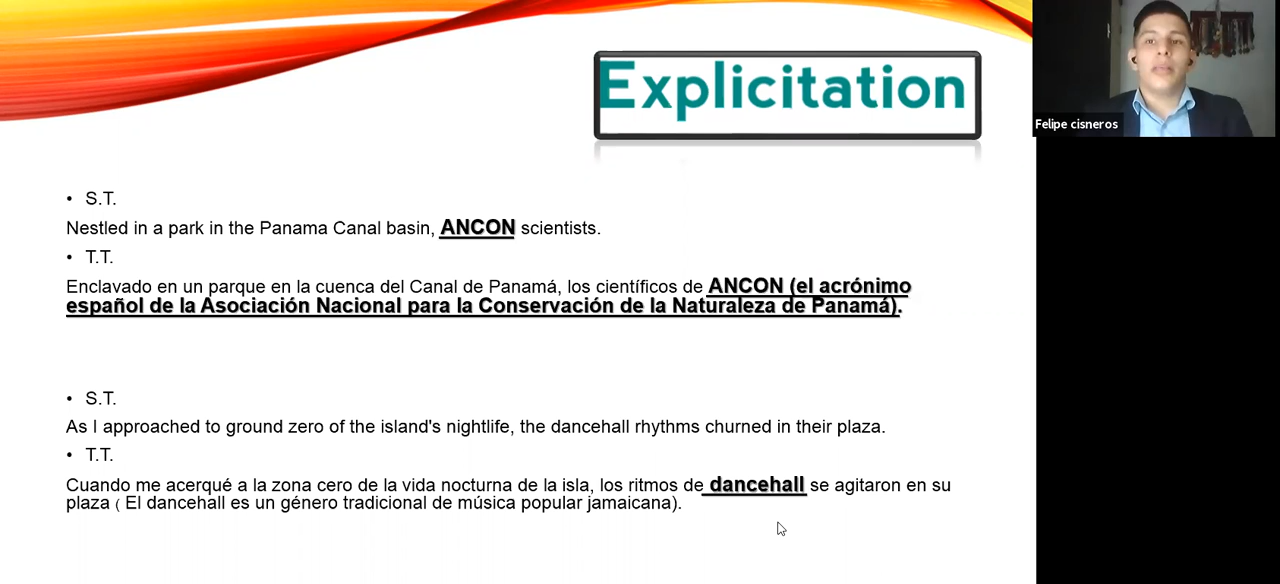 Explicitation
Felipe cisneros
• S.T.
Nestled in a park in the Panama Canal basin, ANCON scientists.
• T.T.
Enclavado en un parque en la cuenca del Canal de Panamá, los científicos de ANCON (el acrónimo
español de la Asociación Nacional para la Conservación de la Naturaleza de Panamá).
• S.T.
As I approached to ground zero of the island's nightlife, the dancehall rhythms churned in their plaza.
• T.T.
Cuando me acerqué a la zona cero de la vida nocturna de la isla, los ritmos de dancehall se agitaron en su
plaza ( El dancehall es un género tradicional de música popular jamaicana).